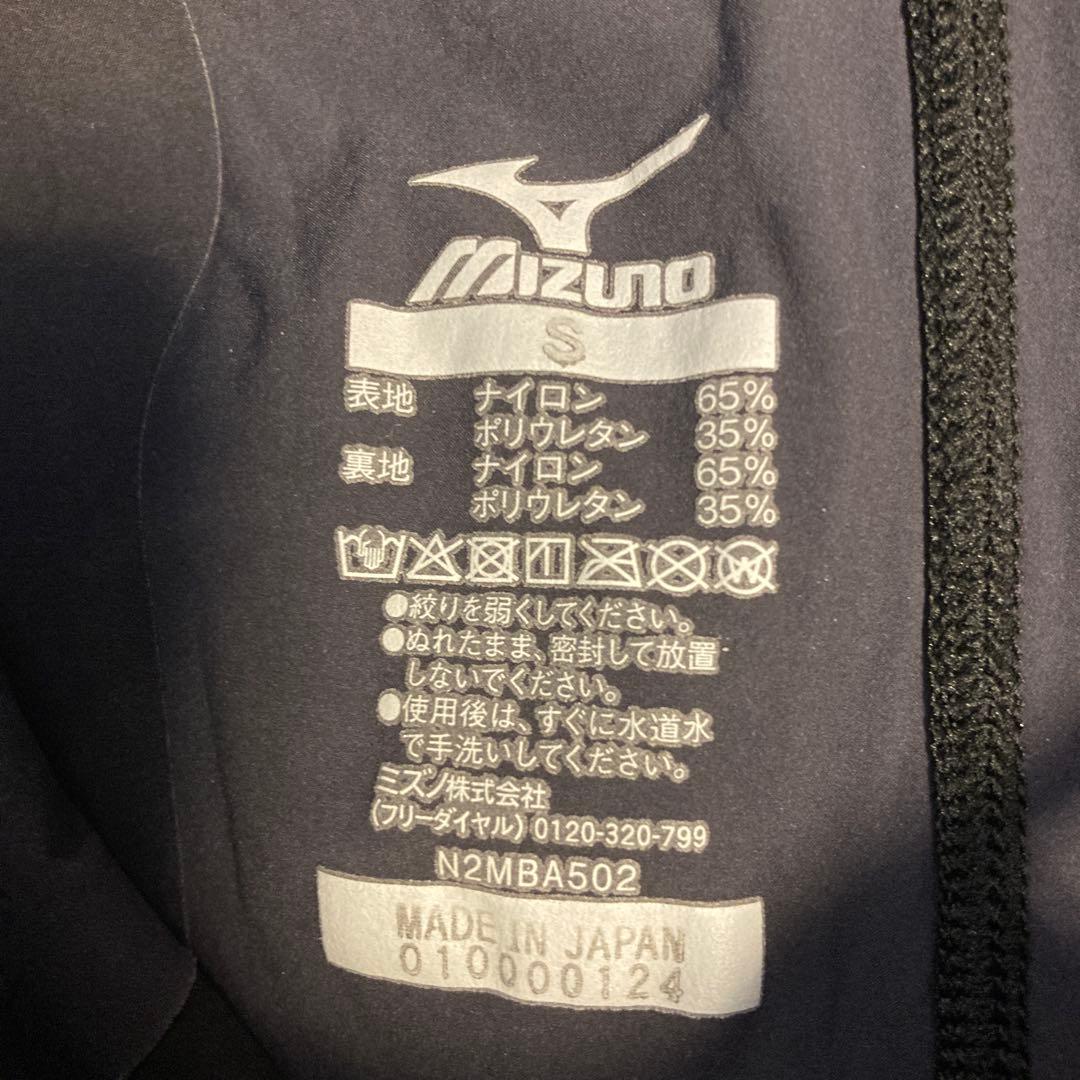 MIZUNO
S
表地 ナイロン 65%
ポリウレタン 35%
裏地 ナイロン 65%
ポリウレタン 35%
●絞りを弱くしてください。
●ぬれたまま、密封して放置
しないでください。
●使用後は、すぐに水道水
で手洗いしてください。
ミズノ株式会社
(フリーダイヤル) 0120-320-799
N2MBA502
MADE IN JAPAN
010000124